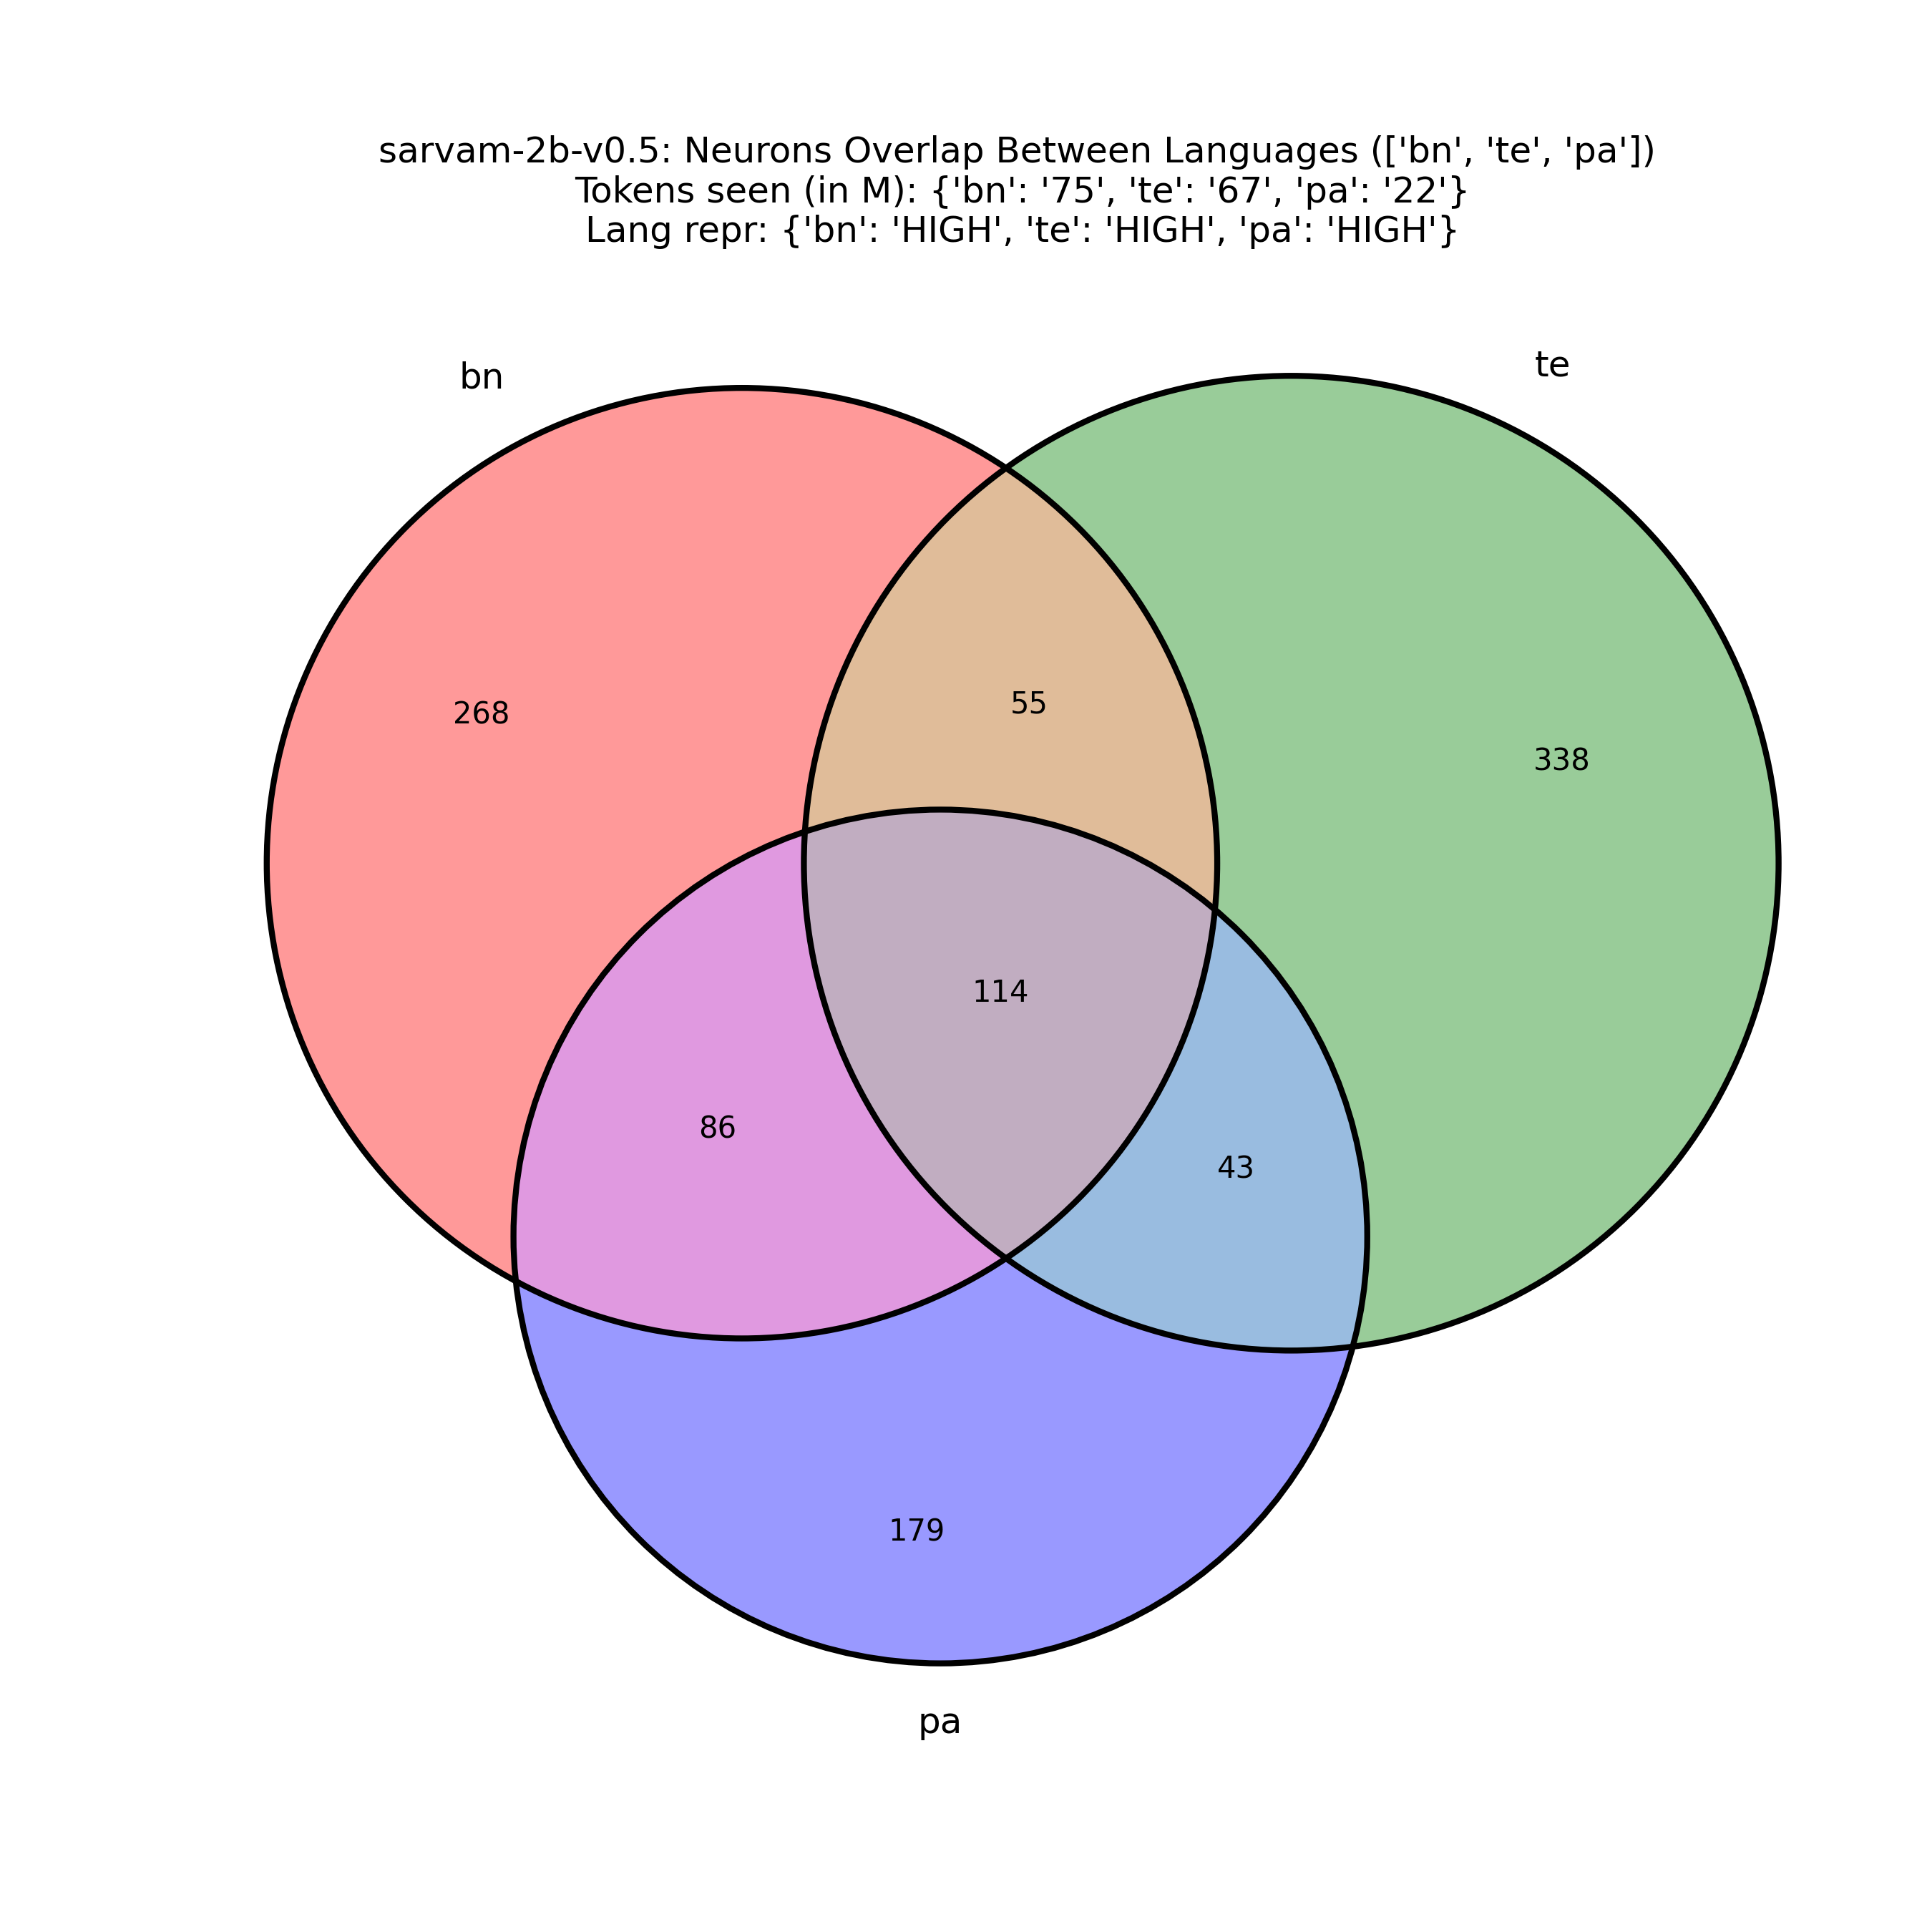 sarvam-2b-v0.5: Neurons Overlap Between Languages (['bn', 'te', 'pa'])
Tokens seen (in M): {'bn': '75', 'te': '67', 'pa': '22'}
Lang repr: {'bn': 'HIGH', 'te': 'HIGH', 'pa': 'HIGH'}
bn
te
268
55
338
114
86
43
179
pa